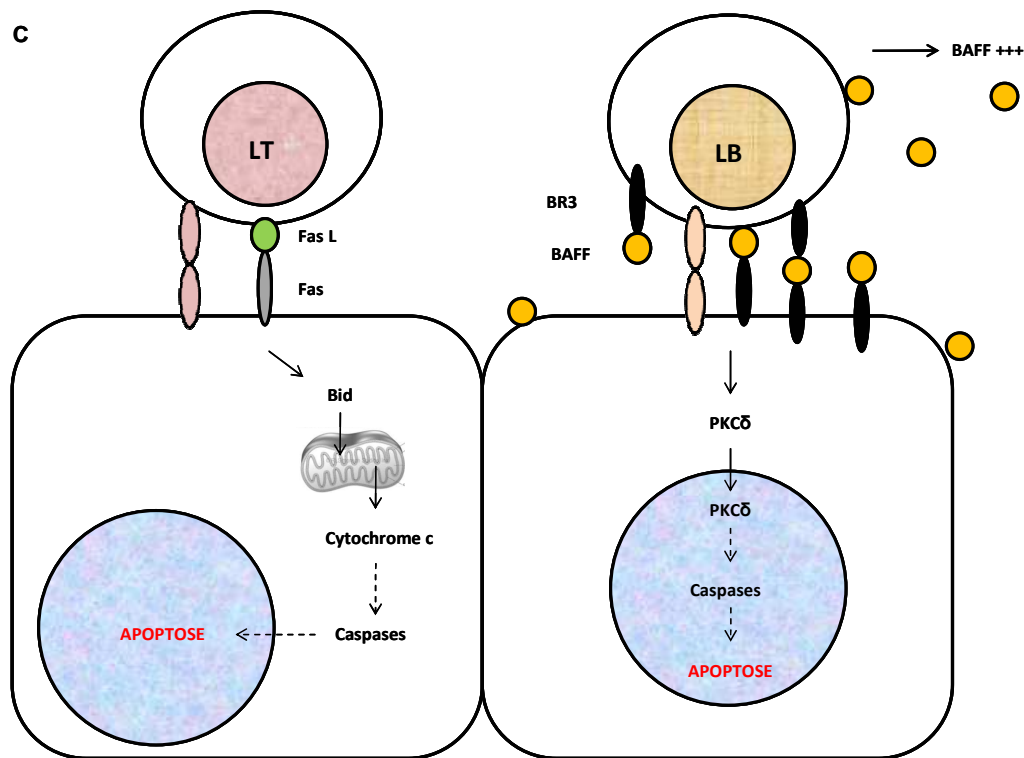 C
LT
Fas L
Fas
Bid
Cytochrome c
Caspases
APOPTOSE
BAFF +++
LB
BR3
BAFF
PKCδ
PKCδ
Caspases
APOPTOSE